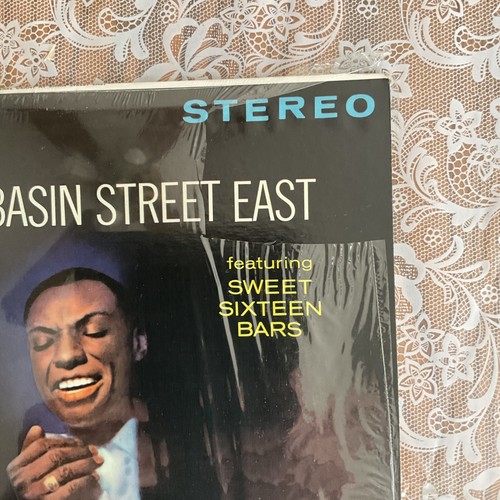 STEREO
BASIN STREET EAST
featuring
SWEET
SIXTEEN
BARS